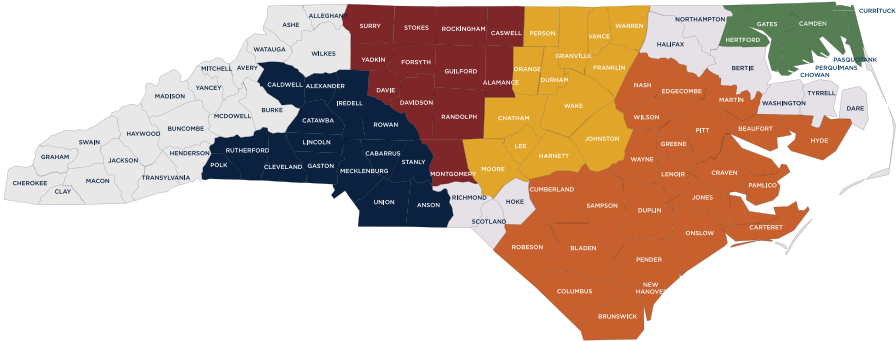 CURRITUCK
ALLEGHANY
ASHE
SURRY
STOKES
ROCKINGHAM
CASWELL
PERSON
WARREN
NORTHAMPTON
GATES
CAMDEN
VANCE
HERTFORD
WATAUGA
WILKES
HALIFAX
GRANVILLE
YADKIN
FORSYTH
ORANGE
PASQUOTANK
AVERY
MITCHELL
GUILFORD
FRANKLIN
BERTIE
PERQUIMANS
CHOWAN
CALDWELL
ALEXANDER
ALAMANCE
DURHAM
YANCEY
DAVIE
NASH
EDGECOMBE
TYRRELL
MADISON
IREDELL
DAVIDSON
MARTIN
WASHINGTON
DARE
WAKE
BURKE
MCDOWELL
CATAWBA
RANDOLPH
CHATHAM
WILSON
ROWAN
BUNCOMBE
HAYWOOD
PITT
BEAUFORT
SWAIN
LINCOLN
JOHNSTON
HYDE
GREENE
LEE
RUTHERFORD
HENDERSON
CABARRUS
HARNETT
GRAHAM
JACKSON
WAYNE
POLK
CLEVELAND
GASTON
STANLY
MOORE
MECKLENBURG
MONTGOMERY
LENOIR
CRAVEN
TRANSYLVANIA
MACON
CHEROKEE
CLAY
CUMBERLAND
PAMLICO
RICHMOND
JONES
UNION
ANSON
HOKE
SAMPSON
DUPLIN
SCOTLAND
CARTERET
ONSLOW
ROBESON
BLADEN
PENDER
NEW
HANOVER
COLUMBUS
BRUNSWICK